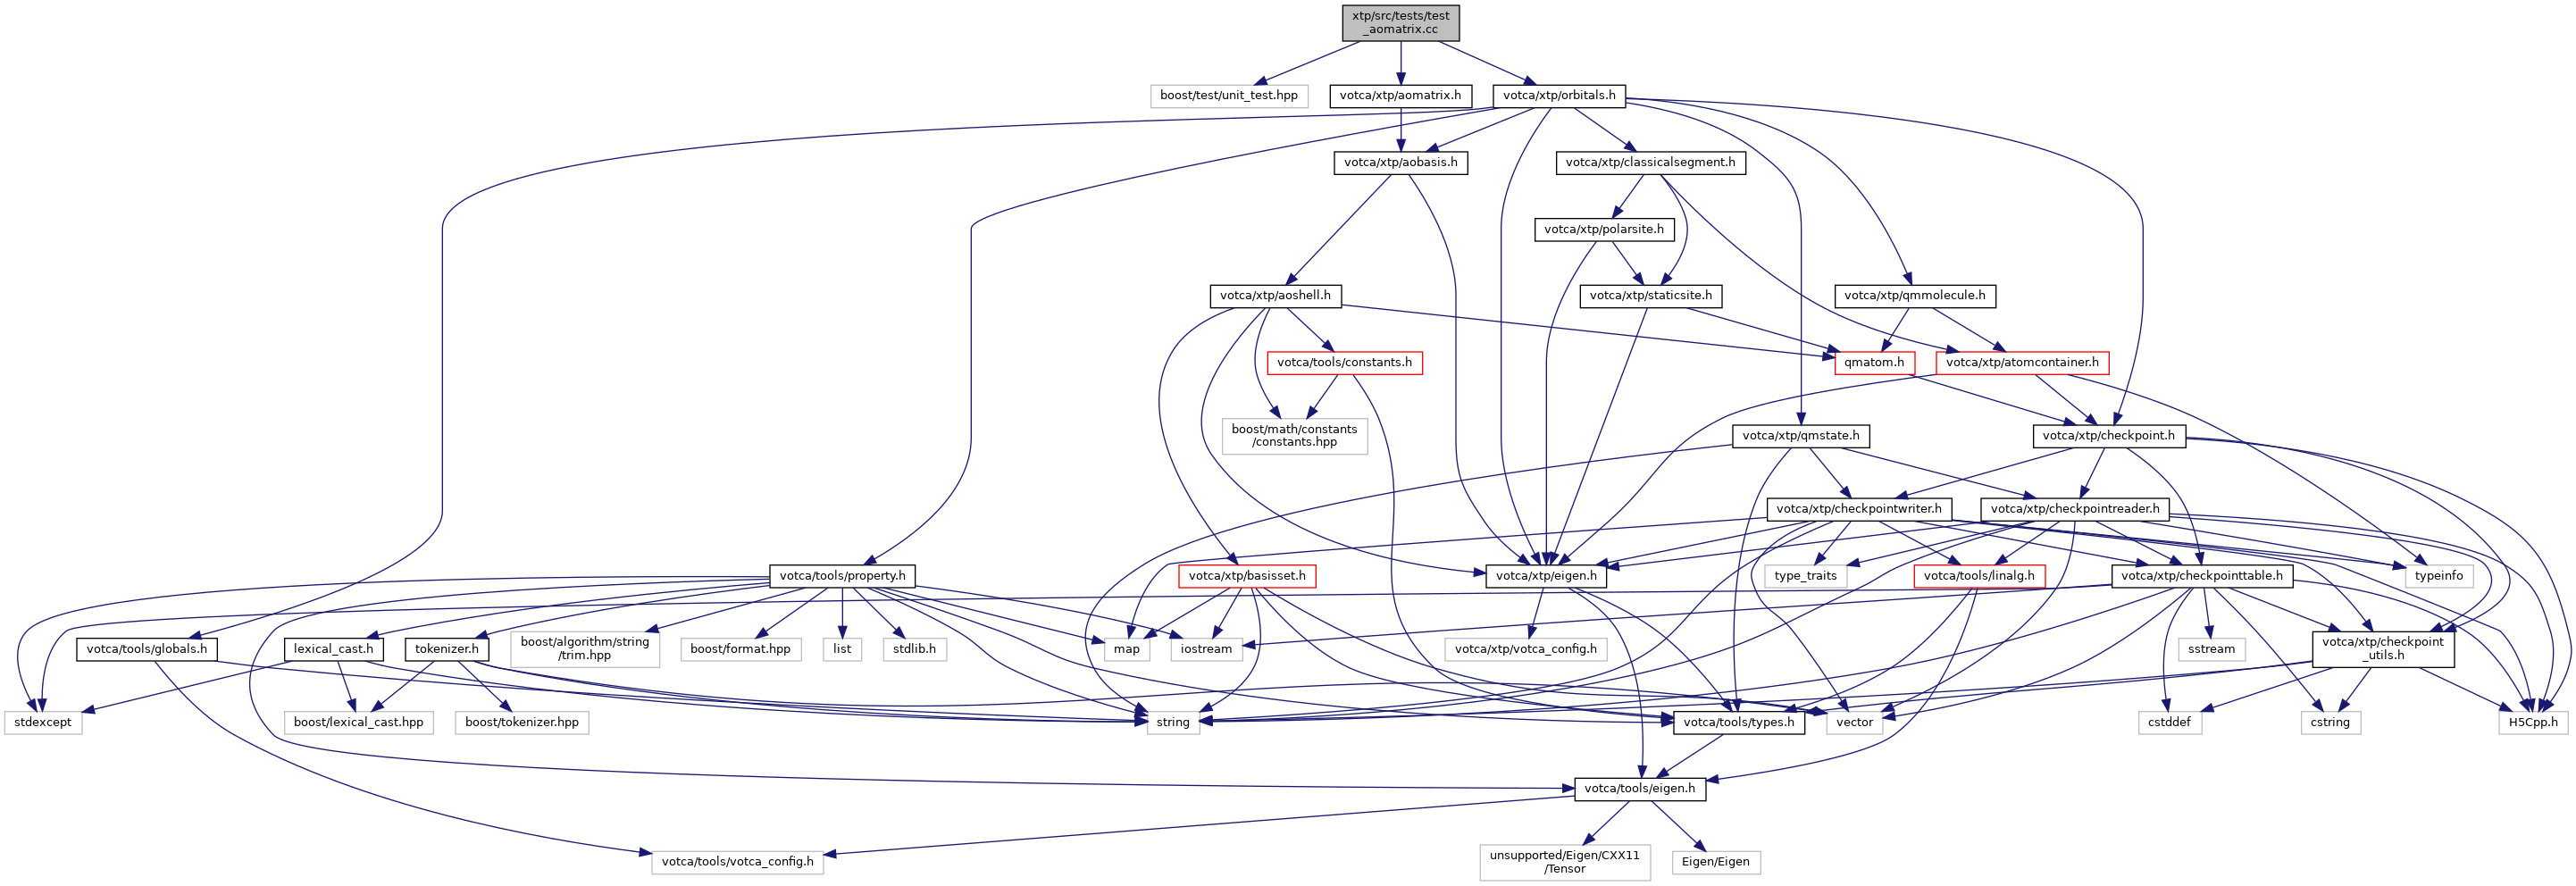 xtp/src/tests/test
_aomatrix.cc
boost/test/unit_test.hpp
votca/xtp/aomatrix.h
votca/xtp/orbitals.h
votca/xtp/aobasis.h
votca/xtp/classicalsegment.h
votca/xtp/polarsite.h
votca/xtp/aoshell.h
votca/xtp/staticsite.h
votca/xtp/qmmolecule.h
votca/tools/constants.h
qmatom.h
votca/xtp/atomcontainer.h
boost/math/constants
/constants.hpp
votca/xtp/qmstate.h
votca/xtp/checkpoint.h
votca/xtp/checkpointwriter.h
votca/xtp/checkpointreader.h
votca/tools/property.h
votca/xtp/basisset.h
votca/xtp/eigen.h
type_traits
votca/tools/linalg.h
votca/xtp/checkpointtable.h
typeinfo
votca/tools/globals.h
lexical_cast.h
tokenizer.h
boost/algorithm/string
/trim.hpp
boost/format.hpp
list
stdlib.h
map
iostream
votca/xtp/votca_config.h
sstream
votca/xtp/checkpoint
_utils.h
stdexcept
boost/lexical_cast.hpp
boost/tokenizer.hpp
string
votca/tools/types.h
vector
cstddef
cstring
H5Cpp.h
votca/tools/eigen.h
votca/tools/votca_config.h
unsupported/Eigen/CXX11
/Tensor
Eigen/Eigen